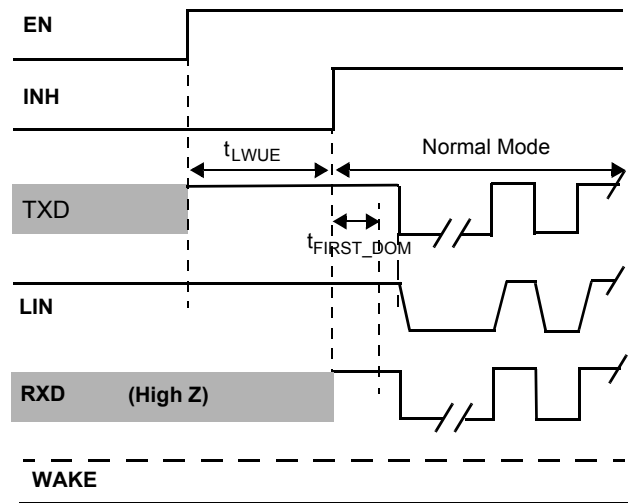 EN
INH
tLWUE
Normal Mode
TXD
tFIRST_DOM
LIN
RXD (High Z)
WAKE